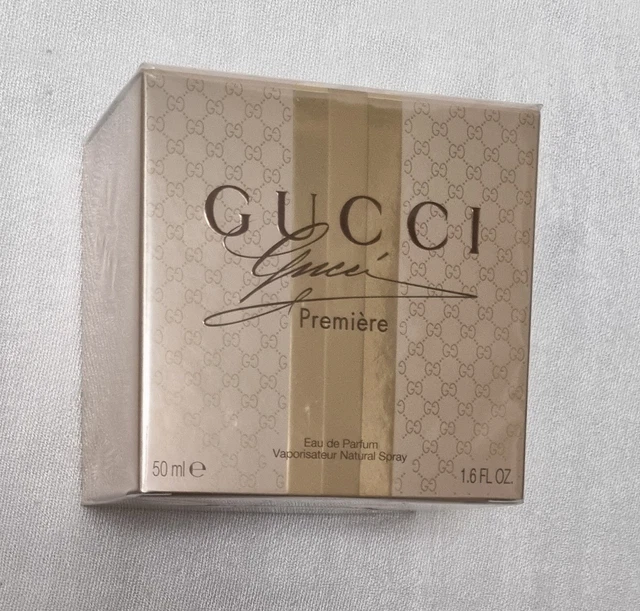 GUCCI
Gucci
Première
Eau de Parfum
Vaporisateur Natural Spray
50 ml ℮
1.6 FL OZ.